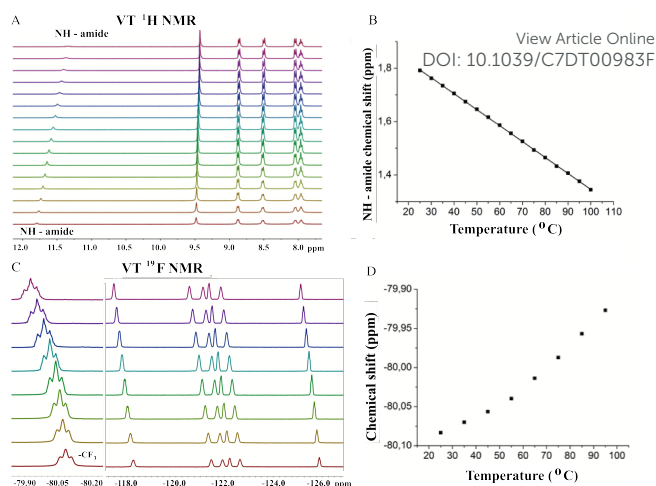 A
VT ¹H NMR
NH - amide
NH - amide
12.0 11.5 11.0 10.5 10.0 9.5 9.0 8.5 8.0 ppm
B
View Article Online
DOI: 10.1039/C7DT00983F
NH - amide chemical shift (ppm)
1,8
1,6
1,4
20 30 40 50 60 70 80 90 100 110
Temperature (°C)
C
VT ¹⁹F NMR
-CF₃
-79.90 -80.05 -80.20
-118.0 -120.0 -122.0 -124.0 -126.0 ppm
D
Chemical shift (ppm)
-79,90
-79,95
-80,00
-80,05
-80,10
20 30 40 50 60 70 80 90 100
Temperature (°C)